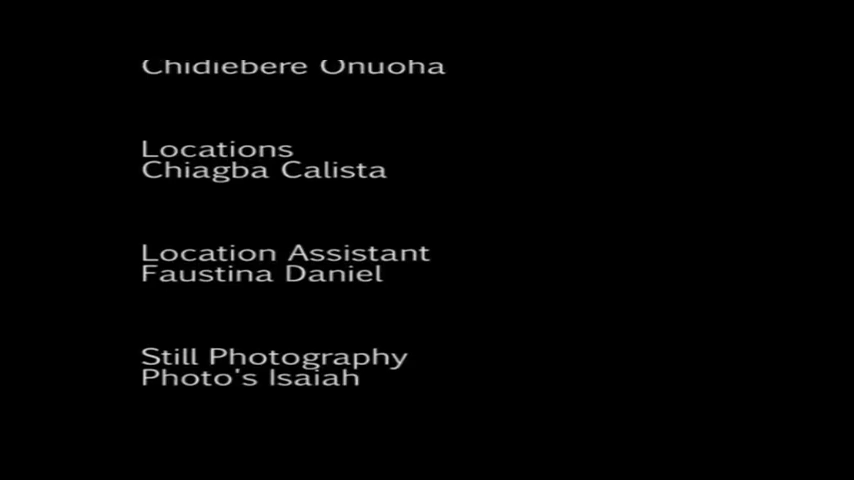 Chidiebere Onuoha
Locations
Chiagba Calista
Location Assistant
Faustina Daniel
Still Photography
Photo's Isaiah